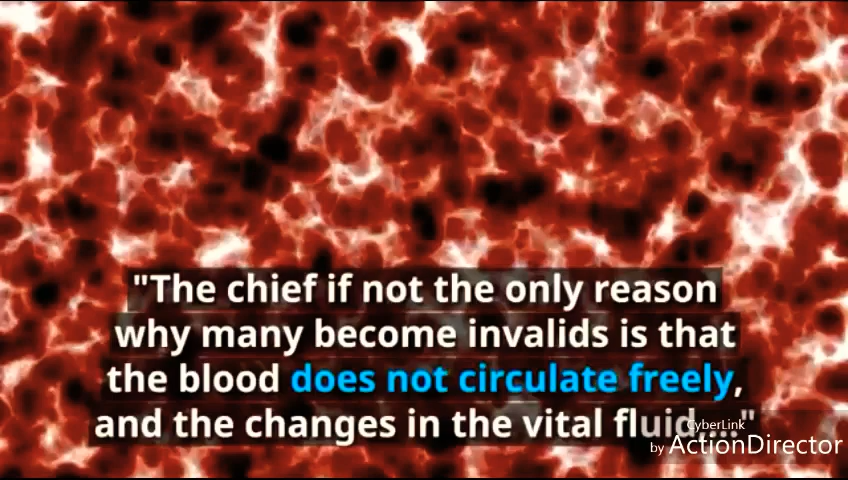 "The chief if not the only reason
why many become invalids is that
the blood does not circulate freely,
and the changes in the vital fluid...."
CyberLink
by ActionDirector